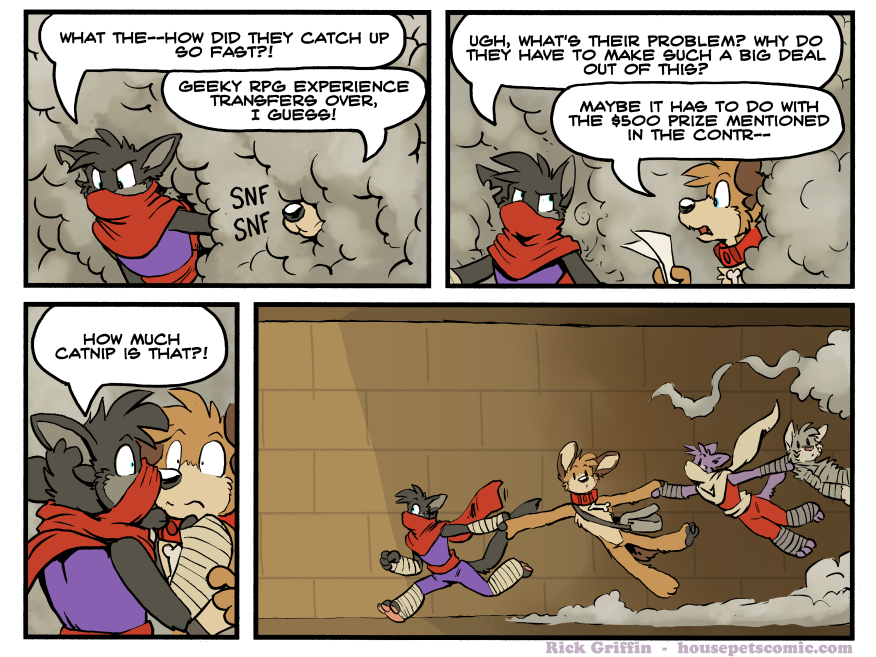 WHAT THE--HOW DID THEY CATCH UP
SO FAST?!
GEEKY RPG EXPERIENCE
TRANSFERS OVER,
I GUESS!
SNF
SNF
UGH, WHAT'S THEIR PROBLEM? WHY DO
THEY HAVE TO MAKE SUCH A BIG DEAL
OUT OF THIS?
MAYBE IT HAS TO DO WITH
THE $500 PRIZE MENTIONED
IN THE CONTR--
HOW MUCH
CATNIP IS THAT?!
Rick Griffin - housepetscomic.com